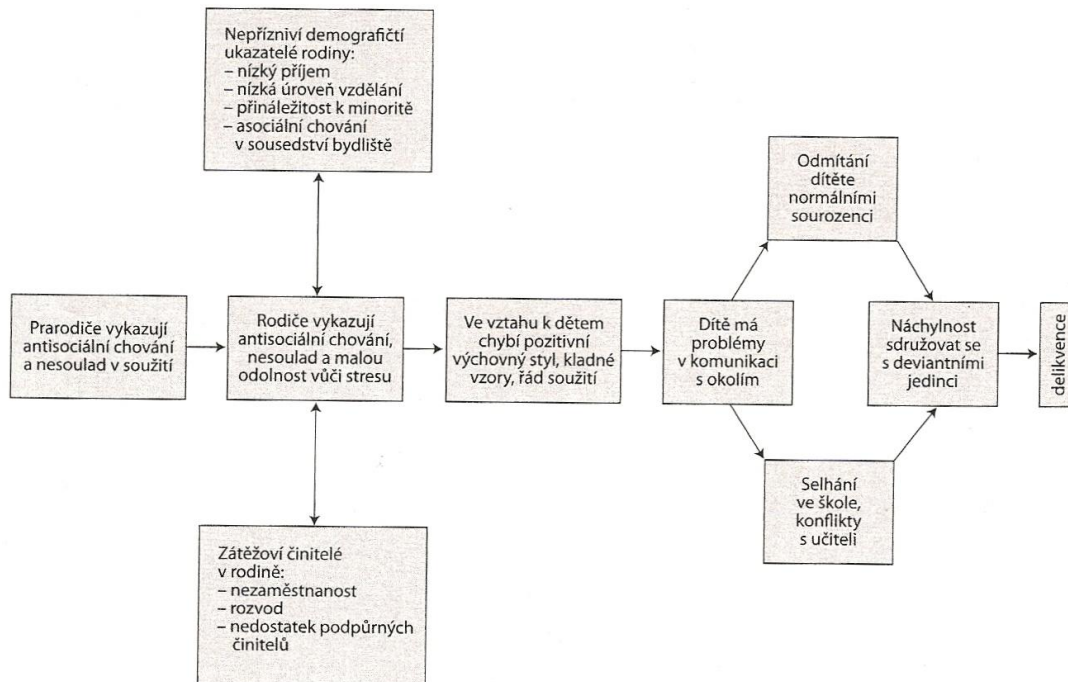 Nepřízniví demografičtí
ukazatelé rodiny:
– nízký příjem
– nízká úroveň vzdělání
– přináležitost k minoritě
– asociální chování
v sousedství bydliště
Odmítání
dítěte
normálními
sourozenci
Prarodiče vykazují
antisociální chování
a nesoulad v soužití
Rodiče vykazují
antisociální chování,
nesoulad a malou
odolnost vůči stresu
Ve vztahu k dětem
chybí pozitivní
výchovný styl, kladné
vzory, řád soužití
Dítě má
problémy
v komunikaci
s okolím
Náchylnost
sdružovat se
s deviantními
jedinci
delikvence
Selhání
ve škole,
konflikty
s učiteli
Zátěžoví činitelé
v rodině:
– nezaměstnanost
– rozvod
– nedostatek podpůrných
činitelů